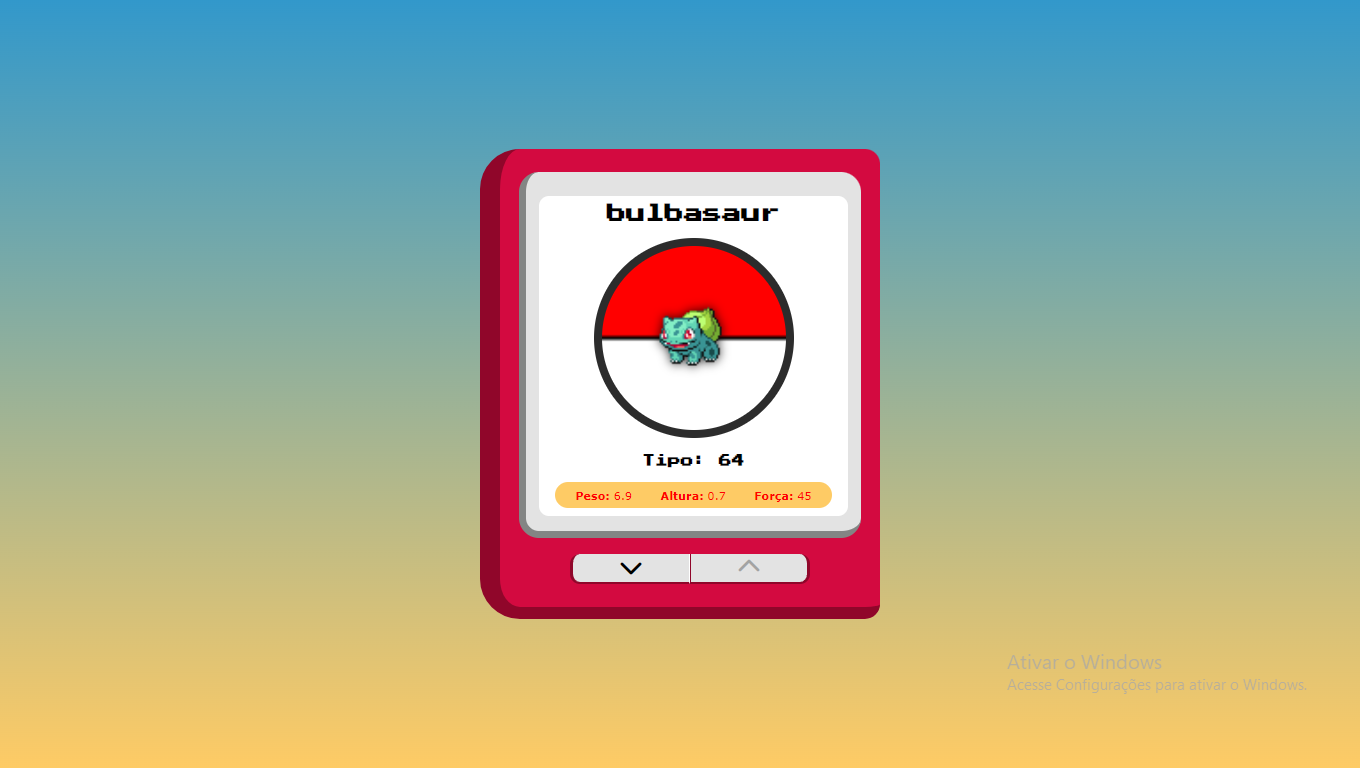 bulbasaur
Tipo: 64
Peso: 6.9 Altura: 0.7 Força: 45
Ativar o Windows
Acesse Configurações para ativar o Windows.